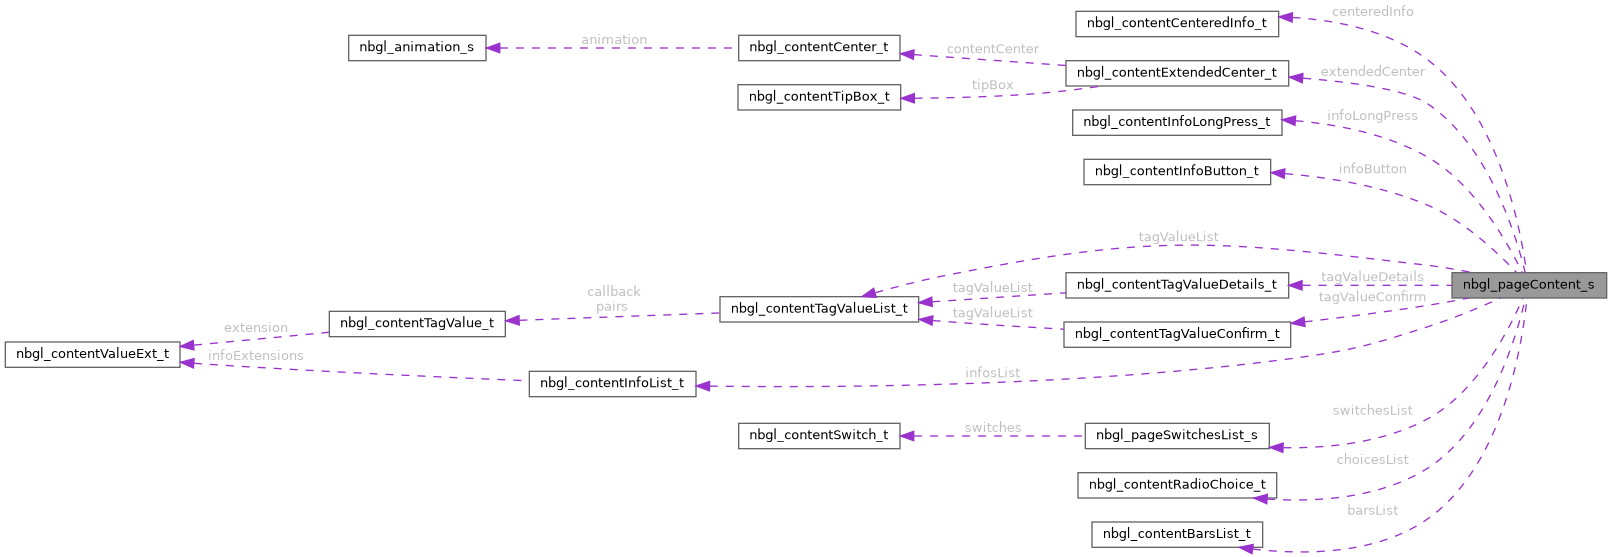 centeredInfo
nbgl_contentCenteredInfo_t
animation
nbgl_animation_s
nbgl_contentCenter_t
contentCenter
nbgl_contentExtendedCenter_t
extendedCenter
tipBox
nbgl_contentTipBox_t
nbgl_contentInfoLongPress_t
infoLongPress
nbgl_contentInfoButton_t
infoButton
tagValueList
nbgl_contentTagValueDetails_t
tagValueDetails
nbgl_pageContent_s
tagValueList
callback
pairs
nbgl_contentTagValueList_t
tagValueConfirm
tagValueList
nbgl_contentTagValue_t
extension
nbgl_contentTagValueConfirm_t
nbgl_contentValueExt_t
infoExtensions
infosList
nbgl_contentInfoList_t
switchesList
switches
nbgl_contentSwitch_t
nbgl_pageSwitchesList_s
choicesList
nbgl_contentRadioChoice_t
barsList
nbgl_contentBarsList_t